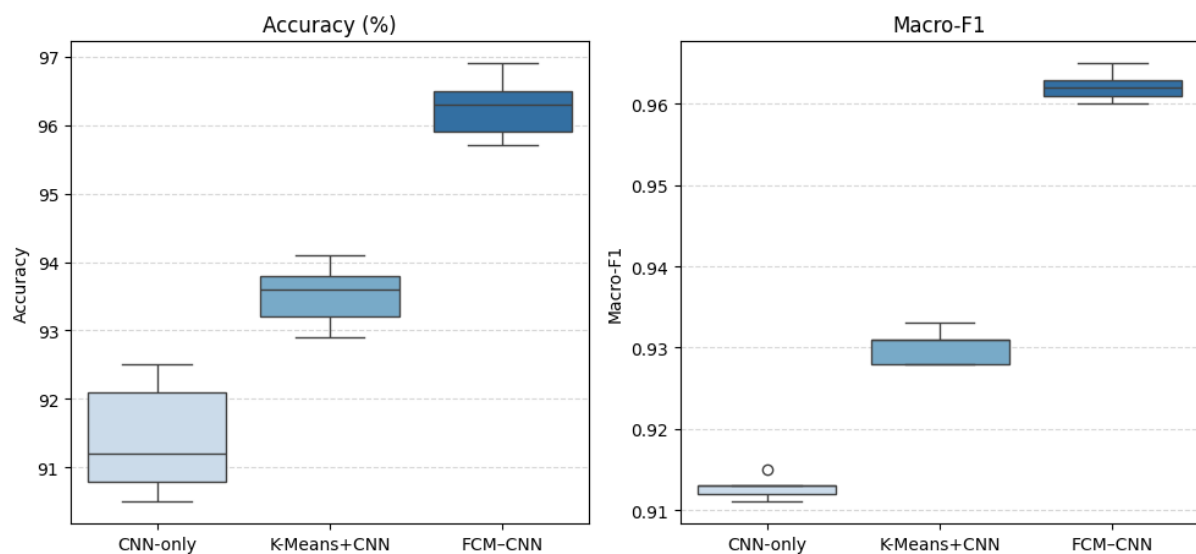 Accuracy (%)
Accuracy
97
96
95
94
93
92
91
CNN-only K-Means+CNN FCM–CNN
Macro-F1
Macro-F1
0.96
0.95
0.94
0.93
0.92
0.91
CNN-only K-Means+CNN FCM–CNN